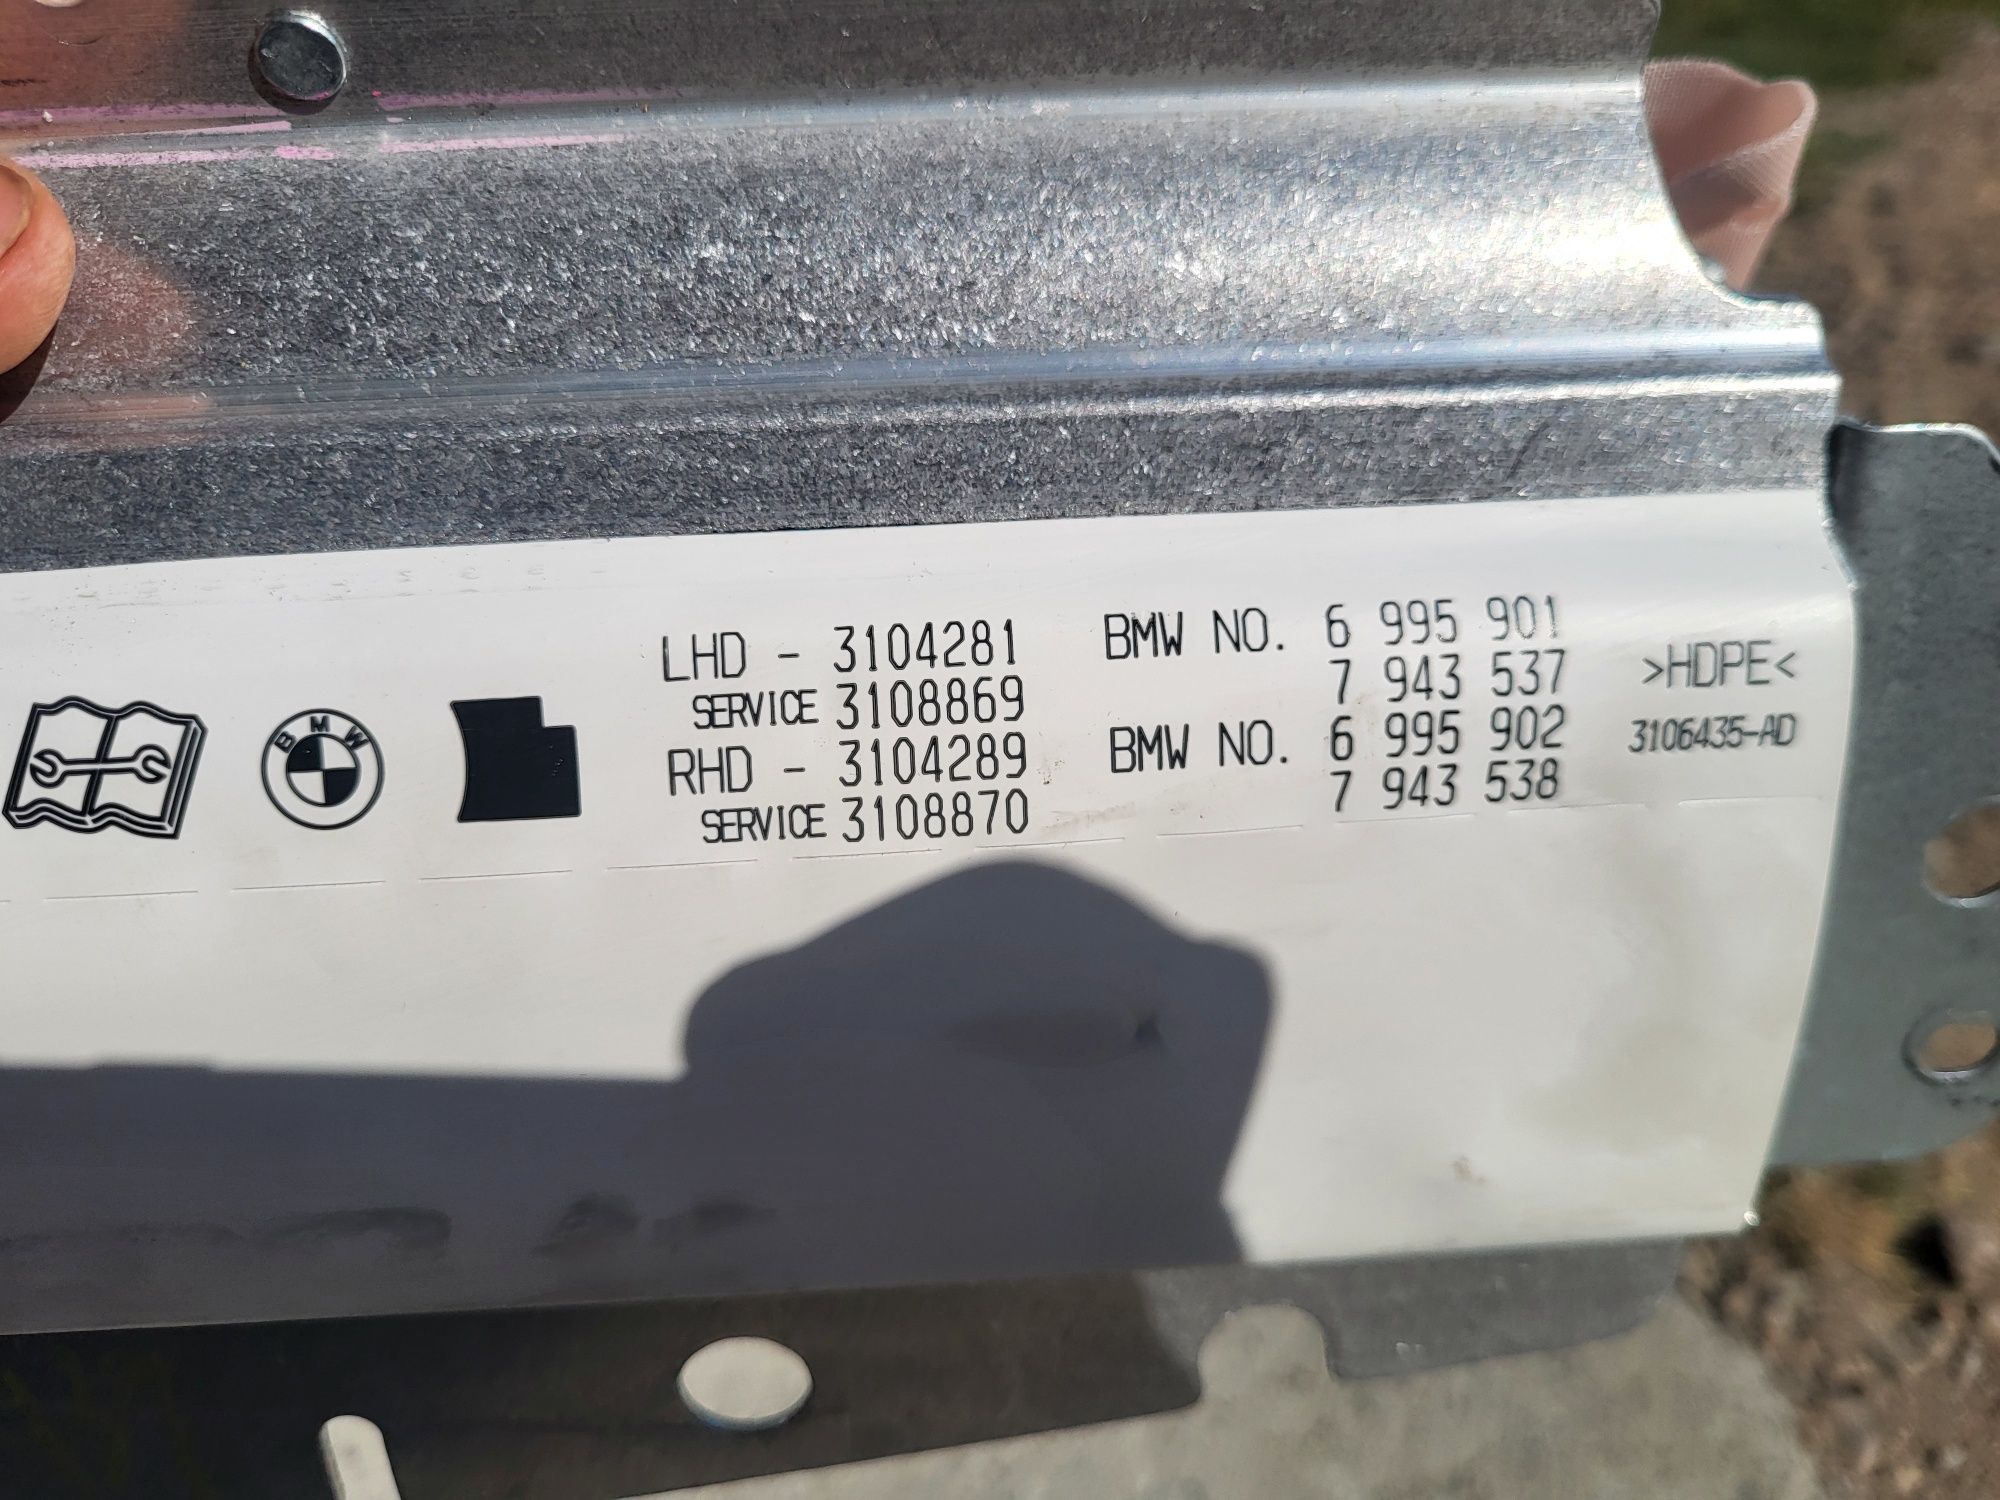 BMW
LHD - 3104281 BMW NO. 6 995 901
SERVICE 3108869 7 943 537 >HDPE<
RHD - 3104289 BMW NO. 6 995 902 3106435-AD
SERVICE 3108870 7 943 538